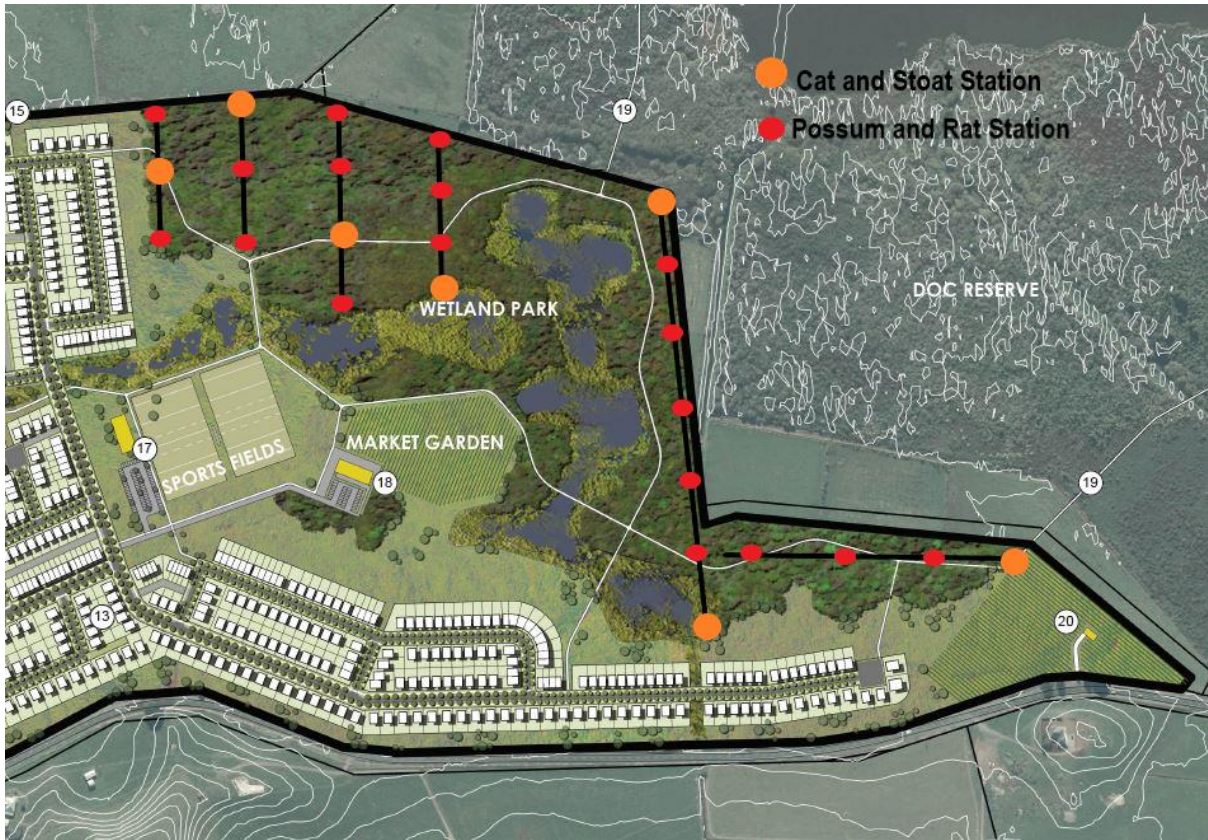 Cat and Stoat Station
Possum and Rat Station
15
19
DOC RESERVE
WETLAND PARK
MARKET GARDEN
SPORTS FIELDS
17
18
19
13
20